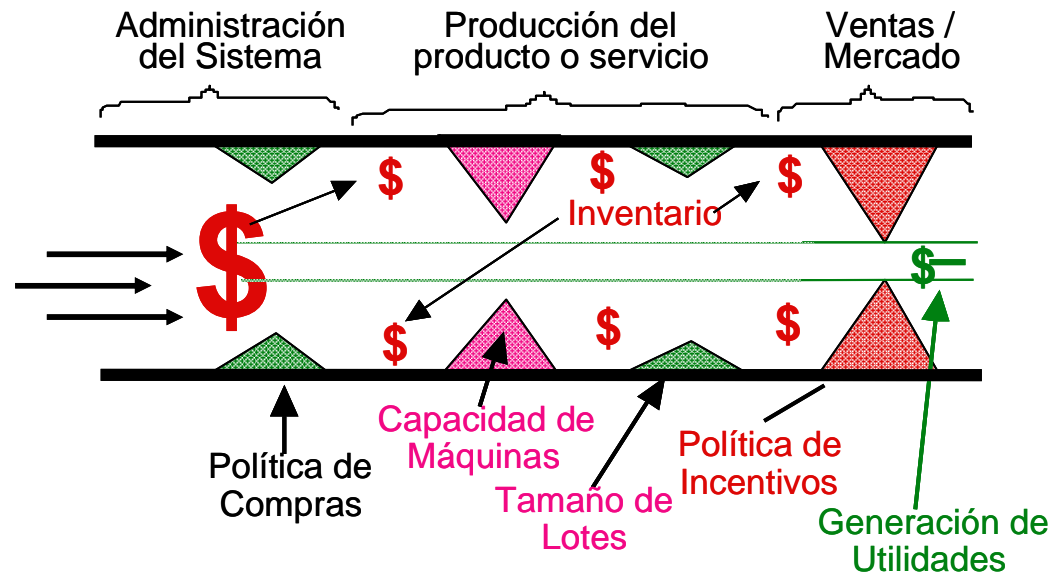 Administración
del Sistema
Producción del
producto o servicio
Ventas /
Mercado
$
$
$
$
Inventario
$
$
$
$
$
Capacidad de
Máquinas
Política de
Compras
Tamaño de
Lotes
Política de
Incentivos
Generación de
Utilidades